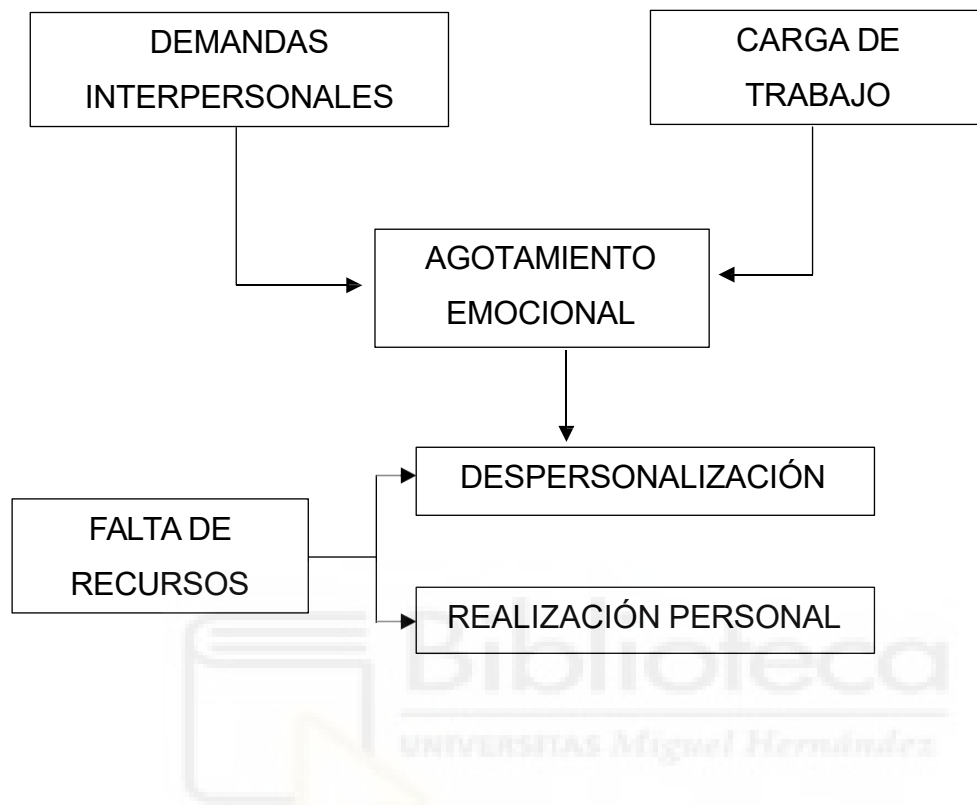 DEMANDAS
INTERPERSONALES
CARGA DE
TRABAJO
AGOTAMIENTO
EMOCIONAL
DESPERSONALIZACIÓN
FALTA DE
RECURSOS
REALIZACIÓN PERSONAL
Biblioteca
UNIVERSITAS Miguel Hernández